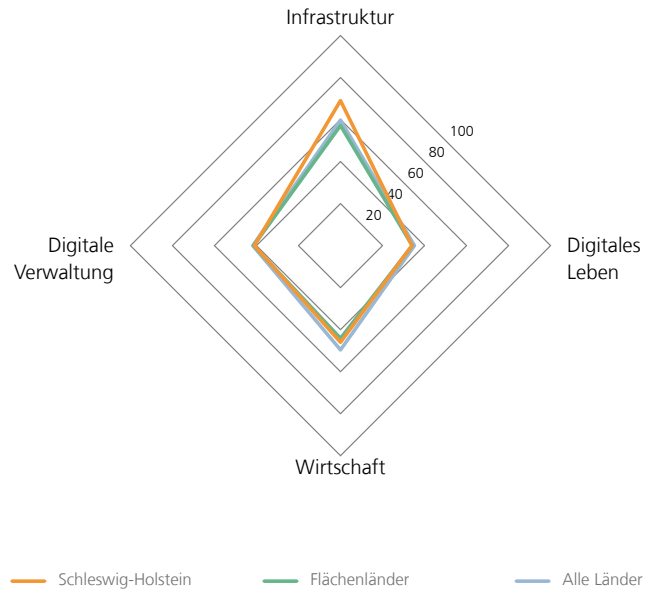 Infrastruktur
100
80
60
40
20
Digitale
Verwaltung
Digitales
Leben
Wirtschaft
Schleswig-Holstein
Flächenländer
Alle Länder